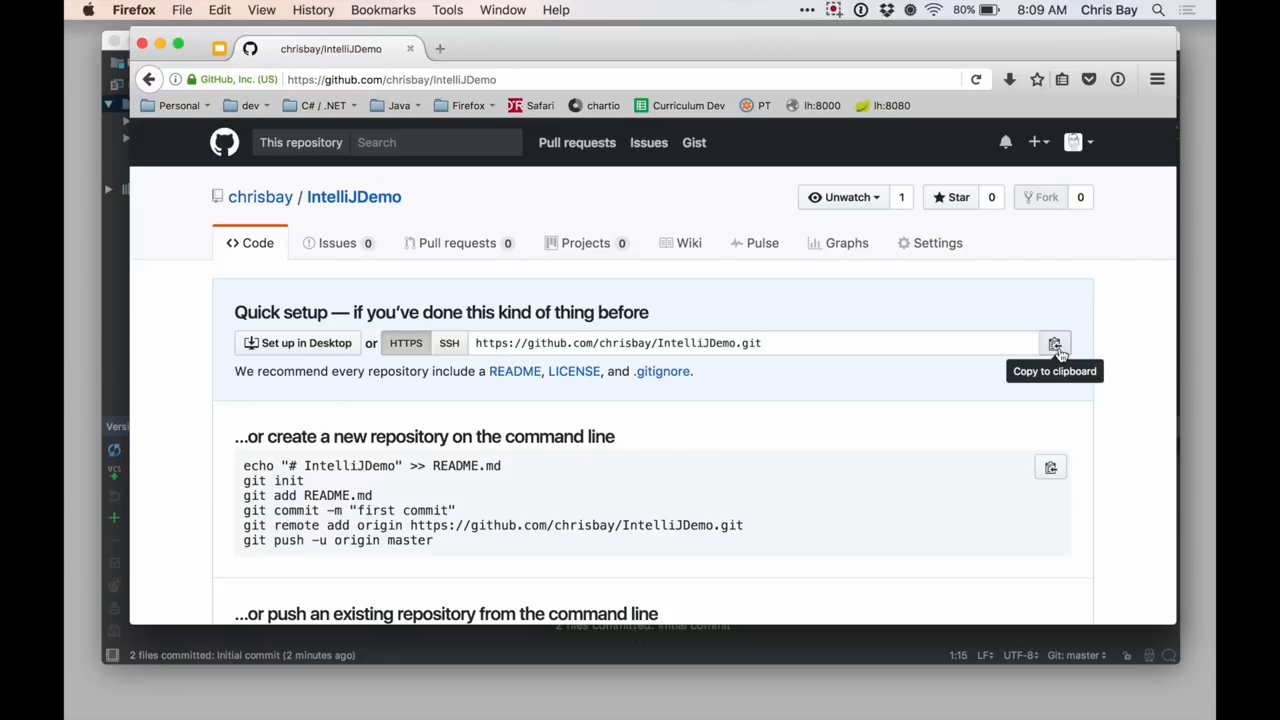 Firefox File Edit View History Bookmarks Tools Window Help 80% 8:09 AM Chris Bay
chrisbay/IntelliJDemo
GitHub, Inc. (US) https://github.com/chrisbay/IntelliJDemo
Personal dev C# / .NET Java Firefox Safari chartio Curriculum Dev PT lh:8000 lh:8080
This repository Search Pull requests Issues Gist
chrisbay / IntelliJDemo Unwatch 1 Star 0 Fork 0
<> Code Issues 0 Pull requests 0 Projects 0 Wiki Pulse Graphs Settings
Quick setup — if you've done this kind of thing before
Set up in Desktop or HTTPS SSH https://github.com/chrisbay/IntelliJDemo.git
We recommend every repository include a README, LICENSE, and .gitignore.
Copy to clipboard
Versi
VCS
…or create a new repository on the command line
echo "# IntelliJDemo" >> README.md
git init
git add README.md
git commit -m "first commit"
git remote add origin https://github.com/chrisbay/IntelliJDemo.git
git push -u origin master
…or push an existing repository from the command line
2 files committed: Initial commit
2 files committed: Initial commit (2 minutes ago) 1:15 LF÷ UTF-8÷ Git: master÷